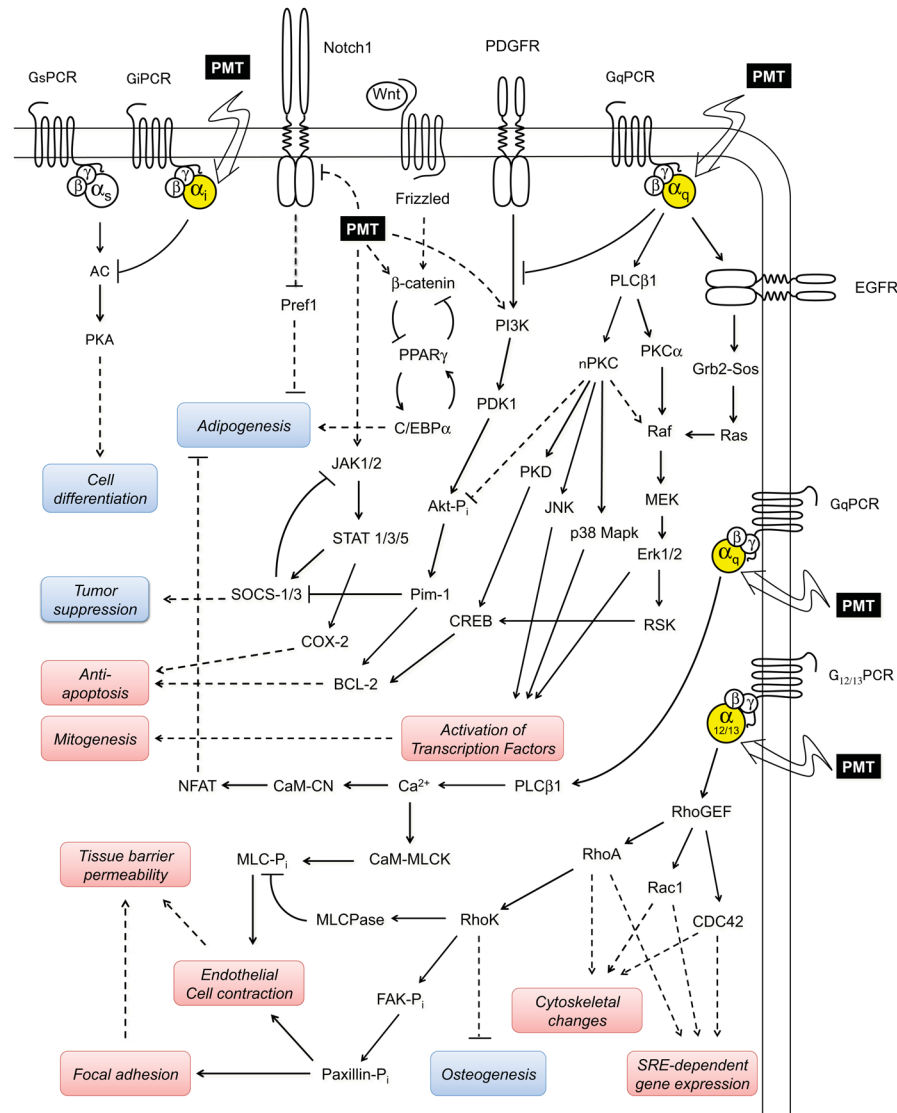 Notch1
PDGFR
GsPCR
GiPCR
PMT
Wnt
GqPCR
PMT
β
γ
αs
β
γ
αi
β
γ
αq
Frizzled
PMT
AC
β-catenin
PLCβ1
EGFR
Pref1
PI3K
PKA
PPARγ
nPKC
PKCα
Grb2-Sos
PDK1
Adipogenesis
C/EBPα
Raf
Ras
JAK1/2
PKD
Cell
differentiation
Akt-Pi
JNK
MEK
GqPCR
STAT 1/3/5
p38 Mapk
Erk1/2
β
γ
αq
Tumor
suppression
SOCS-1/3
Pim-1
CREB
RSK
PMT
COX-2
Anti-
apoptosis
BCL-2
G12/13PCR
β
γ
α
12/13
Mitogenesis
Activation of
Transcription Factors
PMT
NFAT
CaM-CN
Ca2+
PLCβ1
RhoGEF
Tissue barrier
permeability
MLC-Pi
CaM-MLCK
RhoA
Rac1
MLCPase
RhoK
CDC42
Endothelial
Cell contraction
FAK-Pi
Cytoskeletal
changes
Focal adhesion
Paxillin-Pi
Osteogenesis
SRE-dependent
gene expression